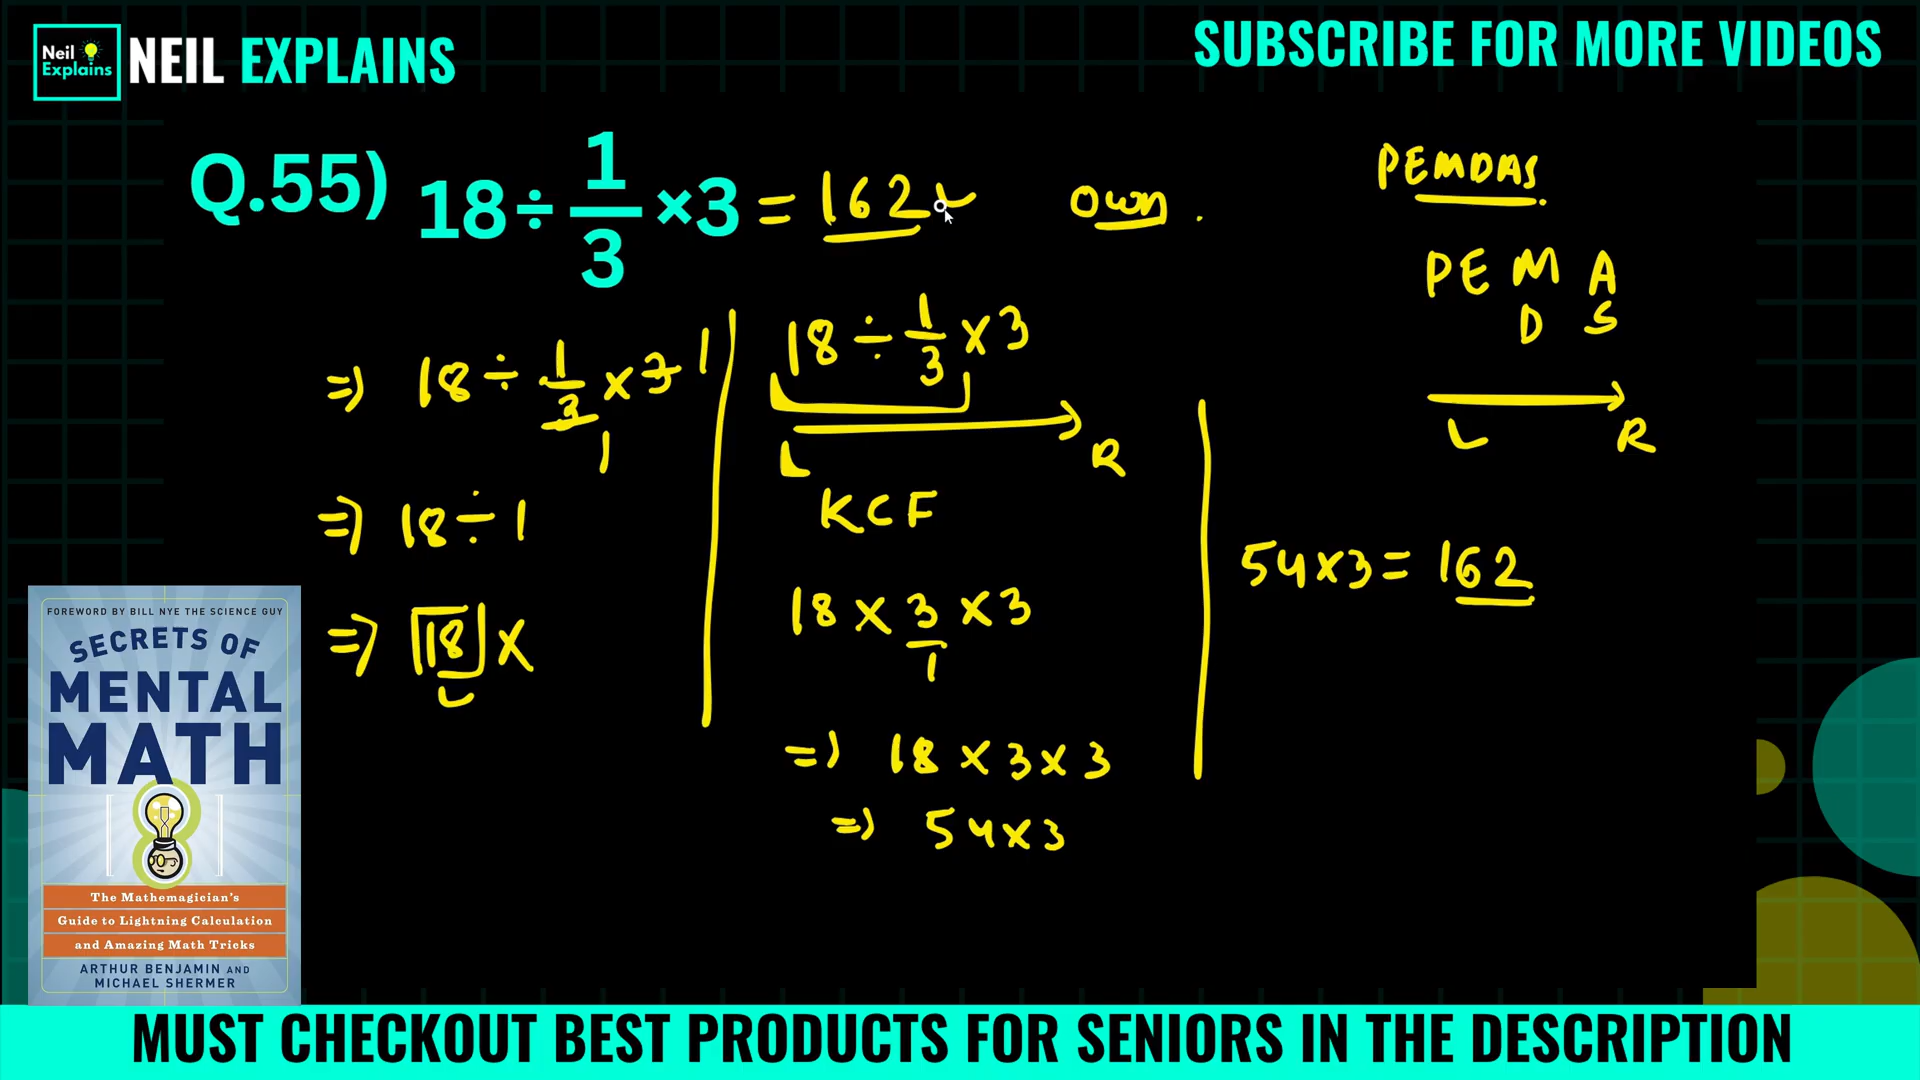 Neil
Explains
NEIL EXPLAINS
SUBSCRIBE FOR MORE VIDEOS
Q.55) 18÷1/3×3 = 162
own.
PEMDAS
PE M A
D S
L R
=> 18 ÷ 1/3 × 3 1
1
=> 18 ÷ 1
=> 18 X
18 ÷ 1/3 × 3
L R
KCF
18 × 3/1 × 3
=> 18 × 3 × 3
=> 54 × 3
54×3 = 162
FOREWORD BY BILL NYE THE SCIENCE GUY
SECRETS OF
MENTAL
MATH
The Mathemagician's
Guide to Lightning Calculation
and Amazing Math Tricks
ARTHUR BENJAMIN AND
MICHAEL SHERMER
MUST CHECKOUT BEST PRODUCTS FOR SENIORS IN THE DESCRIPTION